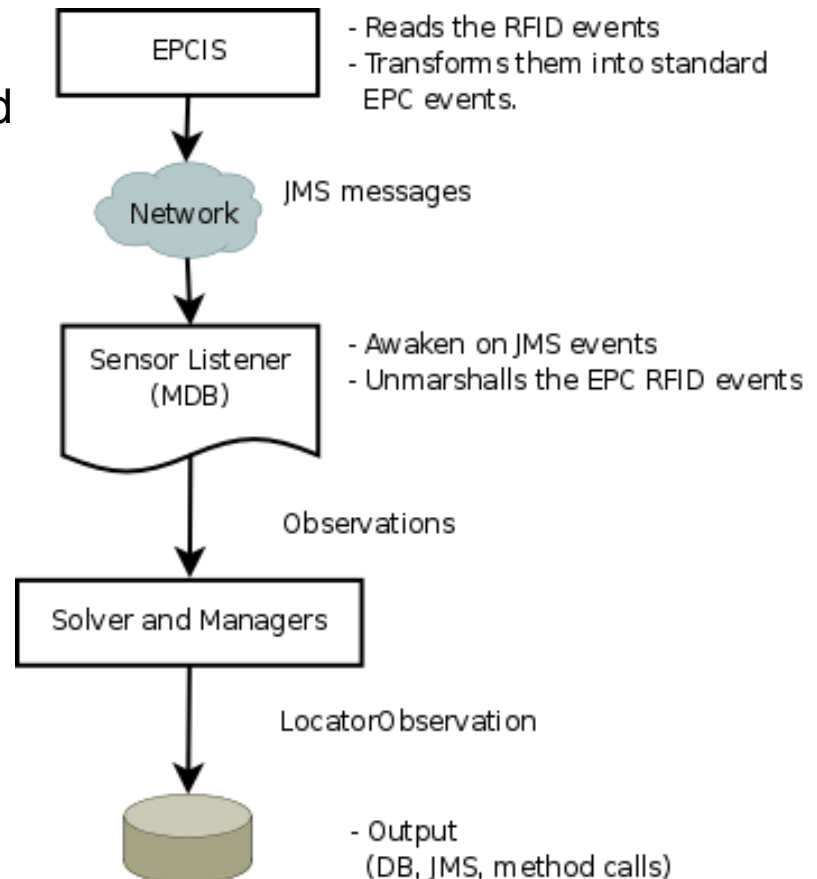 EPCIS
- Reads the RFID events
- Transforms them into standard
EPC events.
d
Network
JMS messages
Sensor Listener
(MDB)
- Awaken on JMS events
- Unmarshalls the EPC RFID events
Observations
Solver and Managers
LocatorObservation
- Output
(DB, JMS, method calls)